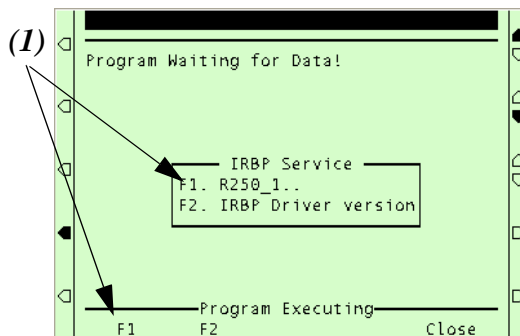 (1)
Program Waiting for Data!
IRBP Service
F1. R250_1..
F2. IRBP Driver version
Program Executing
F1 F2 Close